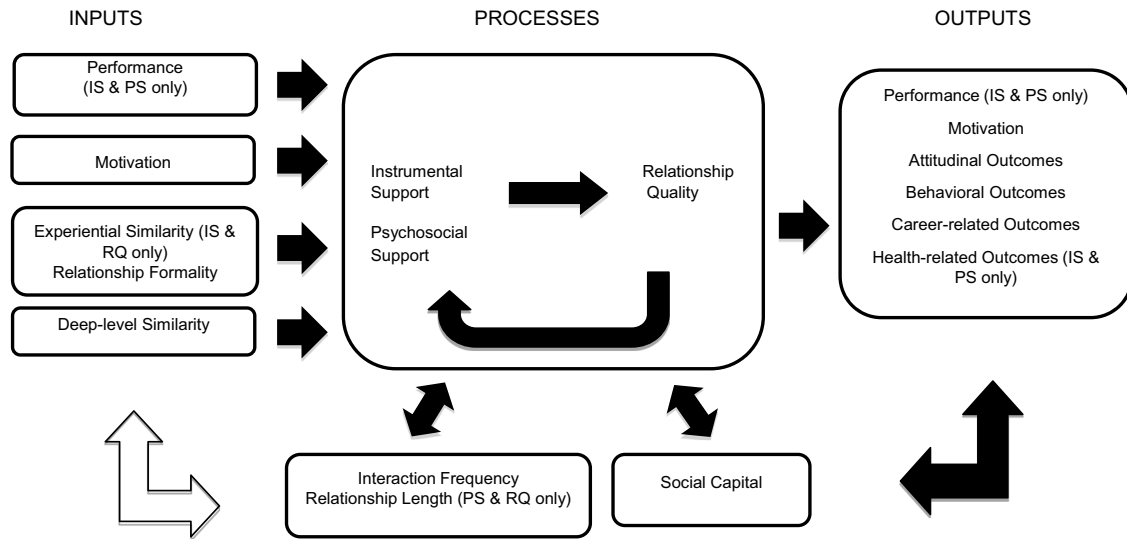 INPUTS
PROCESSES
OUTPUTS
Performance
(IS & PS only)
Motivation
Experiential Similarity (IS &
RQ only)
Relationship Formality
Deep-level Similarity
Instrumental
Support
Psychosocial
Support
Relationship
Quality
Performance (IS & PS only)
Motivation
Attitudinal Outcomes
Behavioral Outcomes
Career-related Outcomes
Health-related Outcomes (IS &
PS only)
Interaction Frequency
Relationship Length (PS & RQ only)
Social Capital